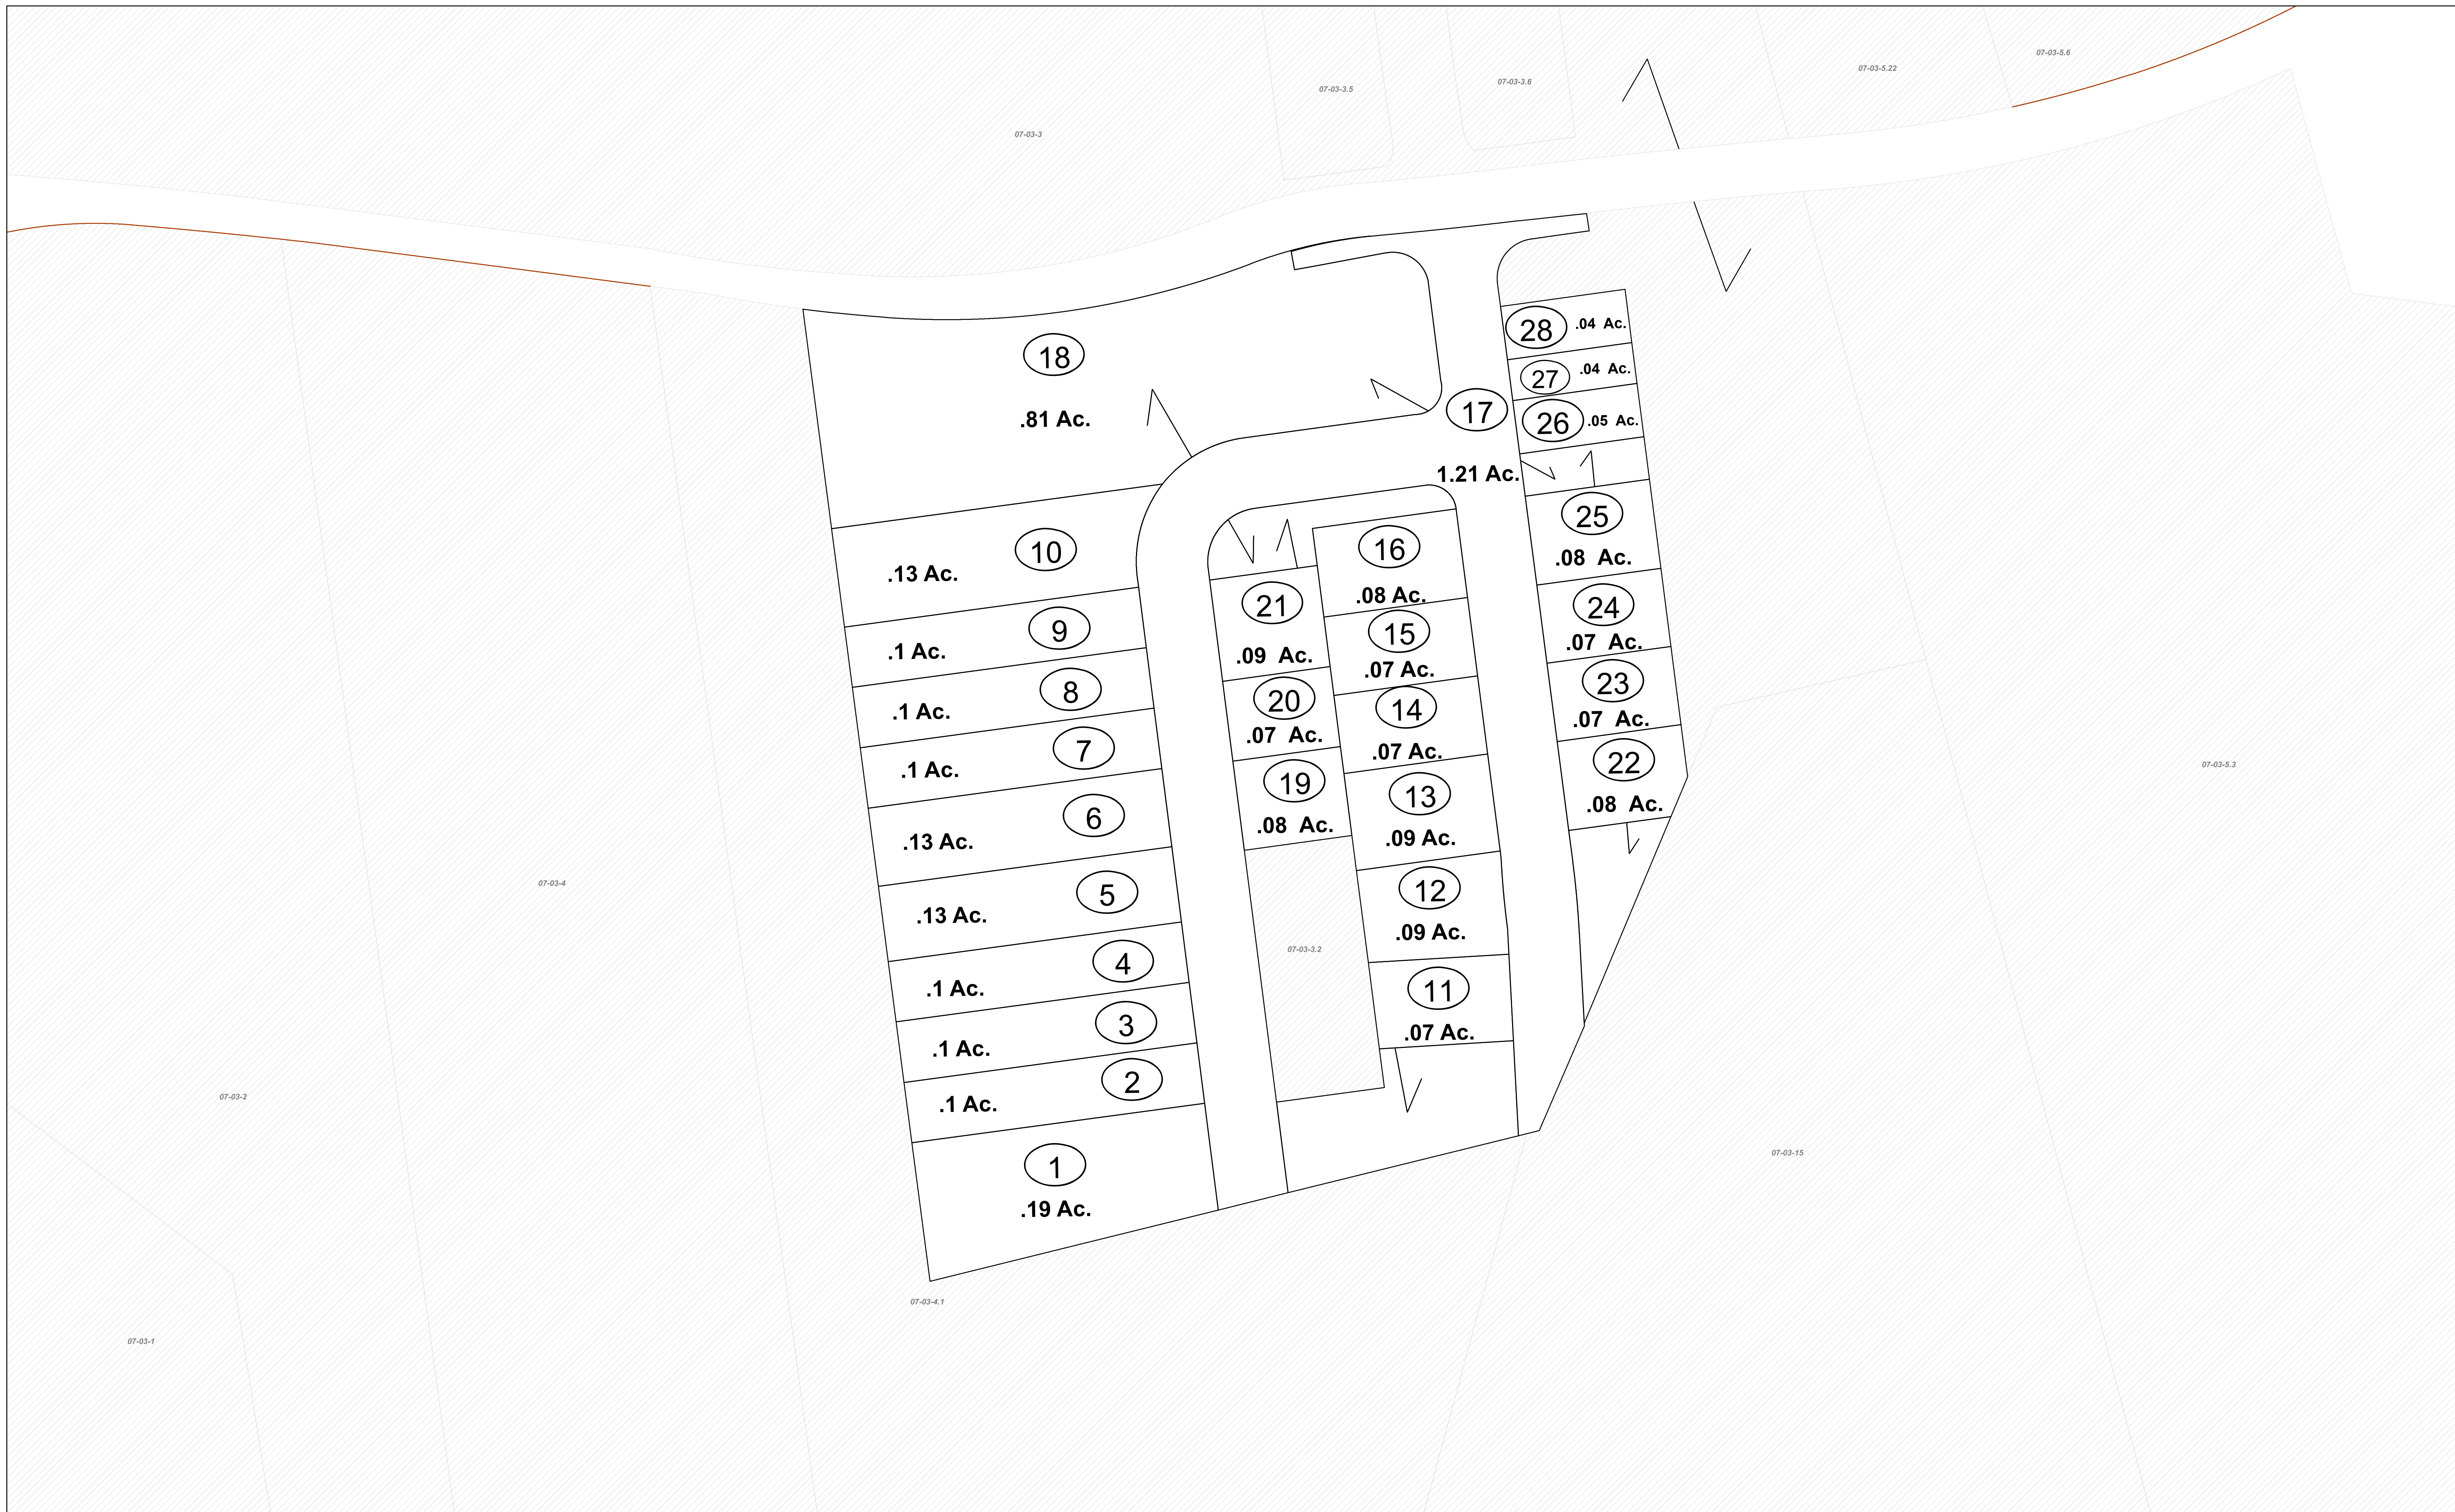 07-03-5.6
07-03-5.22
07-03-3.6
07-03-3.5
07-03-3
28 .04 Ac.
18
27 .04 Ac.
17
26 .05 Ac.
.81 Ac.
1.21 Ac.
25
.08 Ac.
10
.13 Ac.
16
.08 Ac.
21
.09 Ac.
24
.07 Ac.
9
.1 Ac.
15
.07 Ac.
23
.07 Ac.
8
.1 Ac.
20
.07 Ac.
14
.07 Ac.
7
.1 Ac.
22
.08 Ac.
07-03-5.3
19
.08 Ac.
13
.09 Ac.
6
.13 Ac.
07-03-4
12
.09 Ac.
5
.13 Ac.
07-03-3.2
4
.1 Ac.
11
.07 Ac.
3
.1 Ac.
2
.1 Ac.
07-03-2
07-03-15
1
.19 Ac.
07-03-4.1
07-03-1